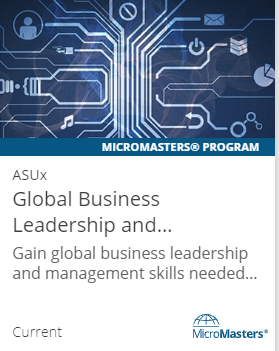 MICROMASTERS® PROGRAM
ASUx
Global Business
Leadership and...
Gain global business leadership
and management skills needed...
Current
MicroMasters®